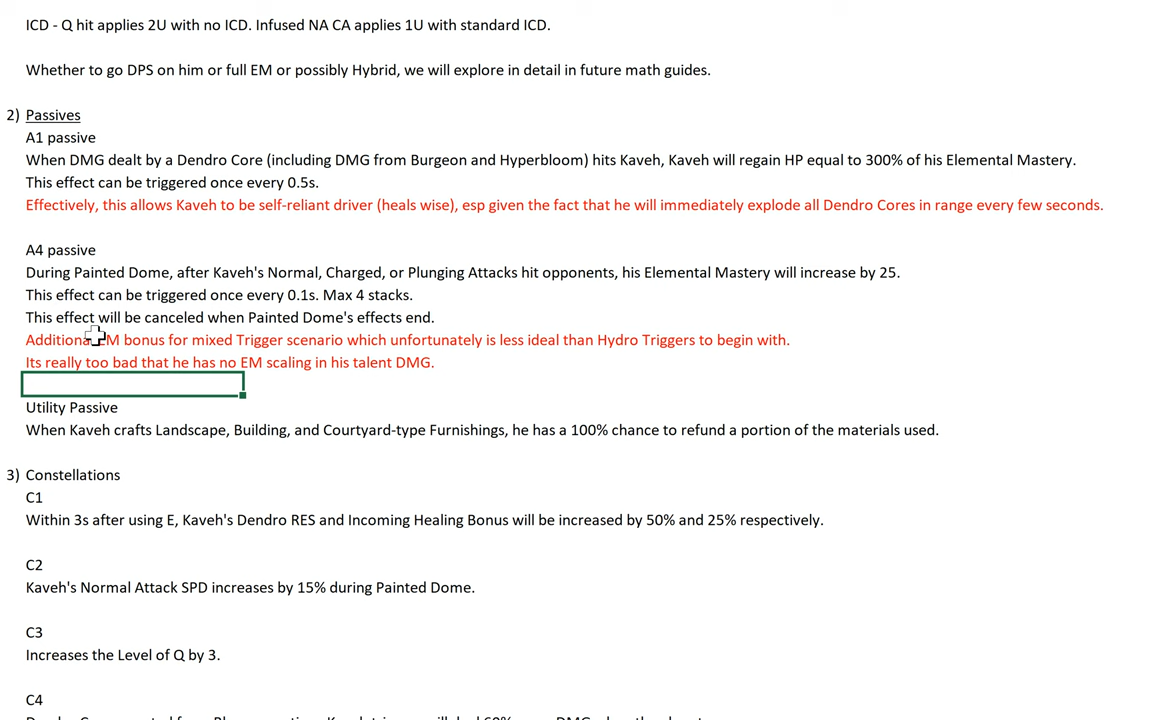 ICD - Q hit applies 2U with no ICD. Infused NA CA applies 1U with standard ICD.
Whether to go DPS on him or full EM or possibly Hybrid, we will explore in detail in future math guides.
2) Passives
A1 passive
When DMG dealt by a Dendro Core (including DMG from Burgeon and Hyperbloom) hits Kaveh, Kaveh will regain HP equal to 300% of his Elemental Mastery.
This effect can be triggered once every 0.5s.
Effectively, this allows Kaveh to be self-reliant driver (heals wise), esp given the fact that he will immediately explode all Dendro Cores in range every few seconds.
A4 passive
During Painted Dome, after Kaveh's Normal, Charged, or Plunging Attacks hit opponents, his Elemental Mastery will increase by 25.
This effect can be triggered once every 0.1s. Max 4 stacks.
This effect will be canceled when Painted Dome's effects end.
Additional EM bonus for mixed Trigger scenario which unfortunately is less ideal than Hydro Triggers to begin with.
Its really too bad that he has no EM scaling in his talent DMG.
Utility Passive
When Kaveh crafts Landscape, Building, and Courtyard-type Furnishings, he has a 100% chance to refund a portion of the materials used.
3) Constellations
C1
Within 3s after using E, Kaveh's Dendro RES and Incoming Healing Bonus will be increased by 50% and 25% respectively.
C2
Kaveh's Normal Attack SPD increases by 15% during Painted Dome.
C3
Increases the Level of Q by 3.
C4